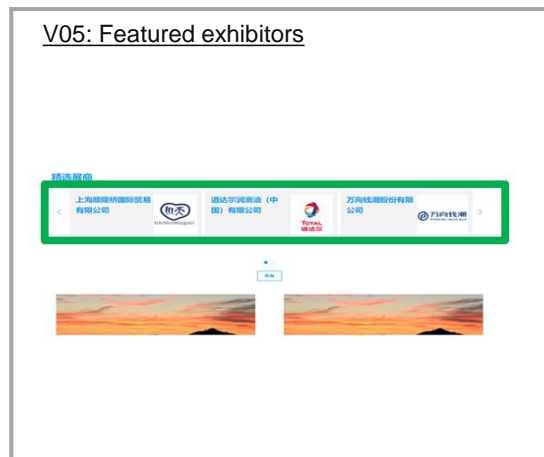 V05: Featured exhibitors
精选展商
上海顺隆桥国际贸易
有限公司
道达尔润滑油（中
国）有限公司
TOTAL
道达尔
万向钱潮股份有限
公司
万向钱潮